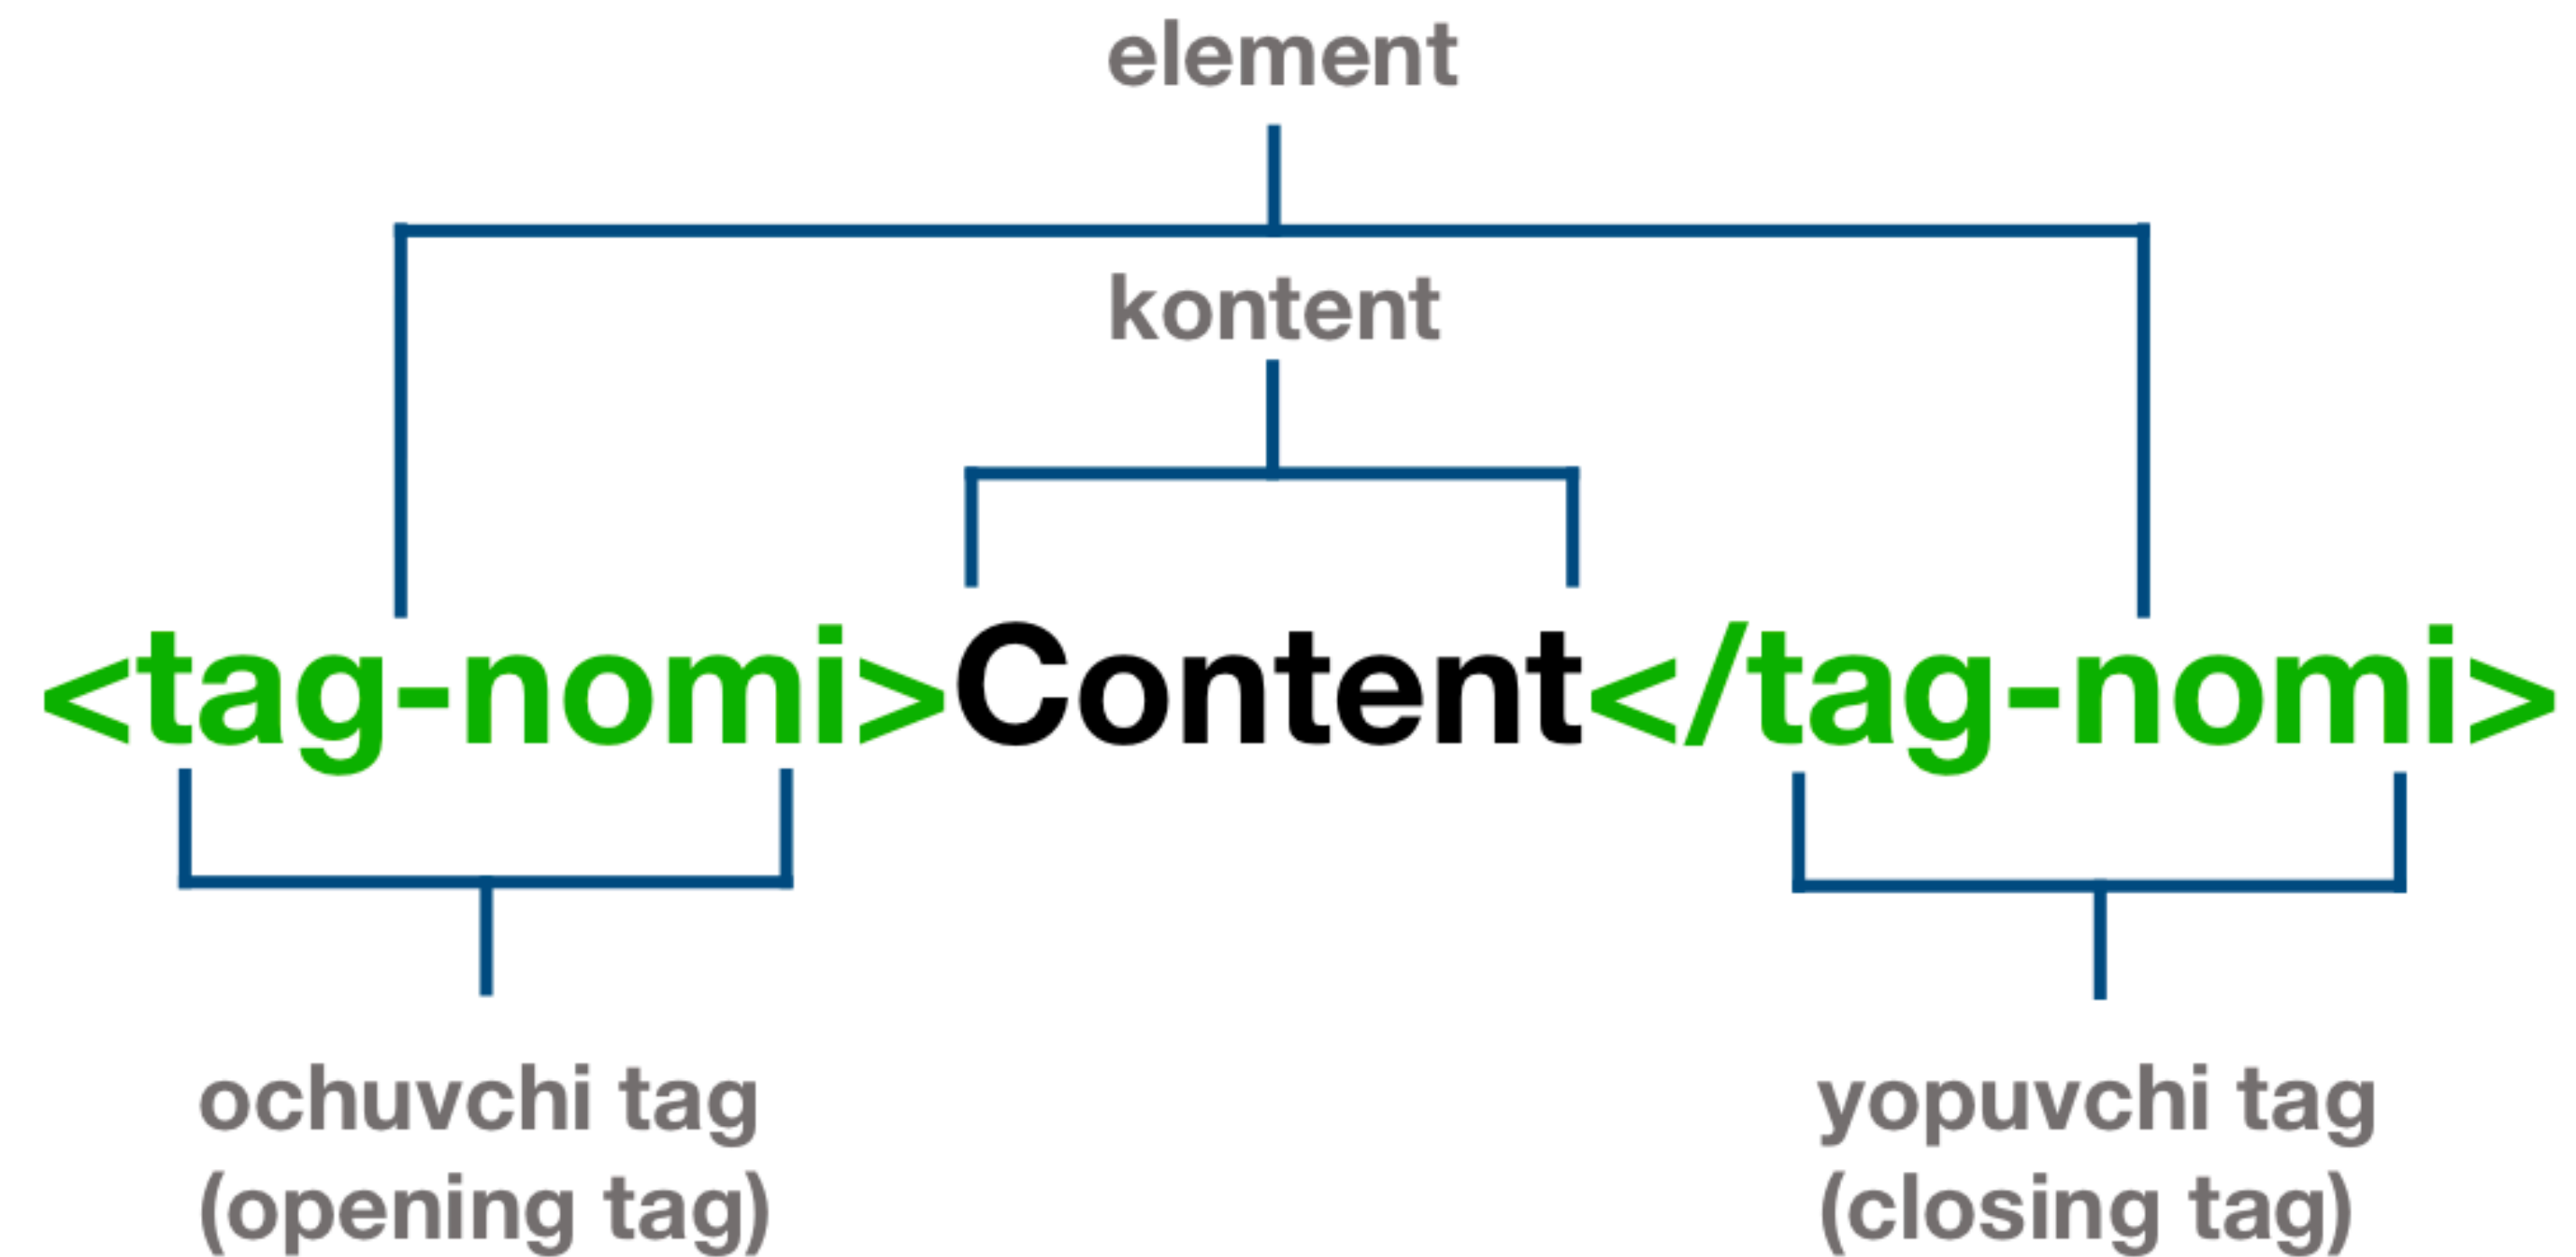 element
kontent
<tag-nomi>Content</tag-nomi>
ochuvchi tag
(opening tag)
yopuvchi tag
(closing tag)